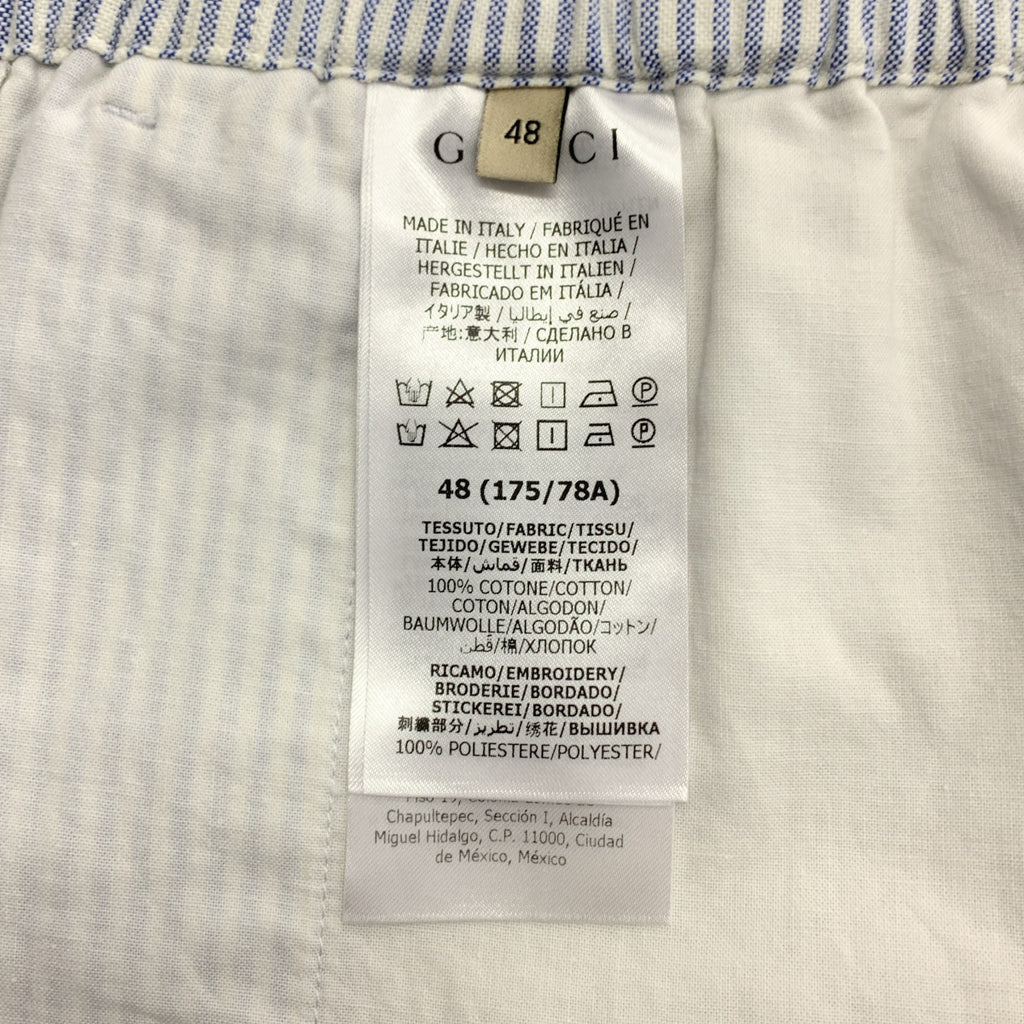 G CI
48
MADE IN ITALY / FABRIQUÉ EN
ITALIE / HECHO EN ITALIA /
HERGESTELLT IN ITALIEN /
FABRICADO EM ITÁLIA /
イタリア製 / صنع في إيطاليا /
产地:意大利 / СДЕЛАНО В
ИТАЛИИ
48 (175/78A)
TESSUTO/FABRIC/TISSU/
TEJIDO/GEWEBE/TECIDO/
本体/قماش/面料/ТКАНЬ
100% COTONE/COTTON/
COTON/ALGODON/
BAUMWOLLE/ALGODÃO/コットン/
قطن/棉/ХЛОПОК
RICAMO/EMBROIDERY/
BRODERIE/BORDADO/
STICKEREI/BORDADO/
刺繍部分/تطريز/绣花/ВЫШИВКА
100% POLIESTERE/POLYESTER/
Chapultepec, Sección I, Alcaldía
Miguel Hidalgo, C.P. 11000, Ciudad
de México, México